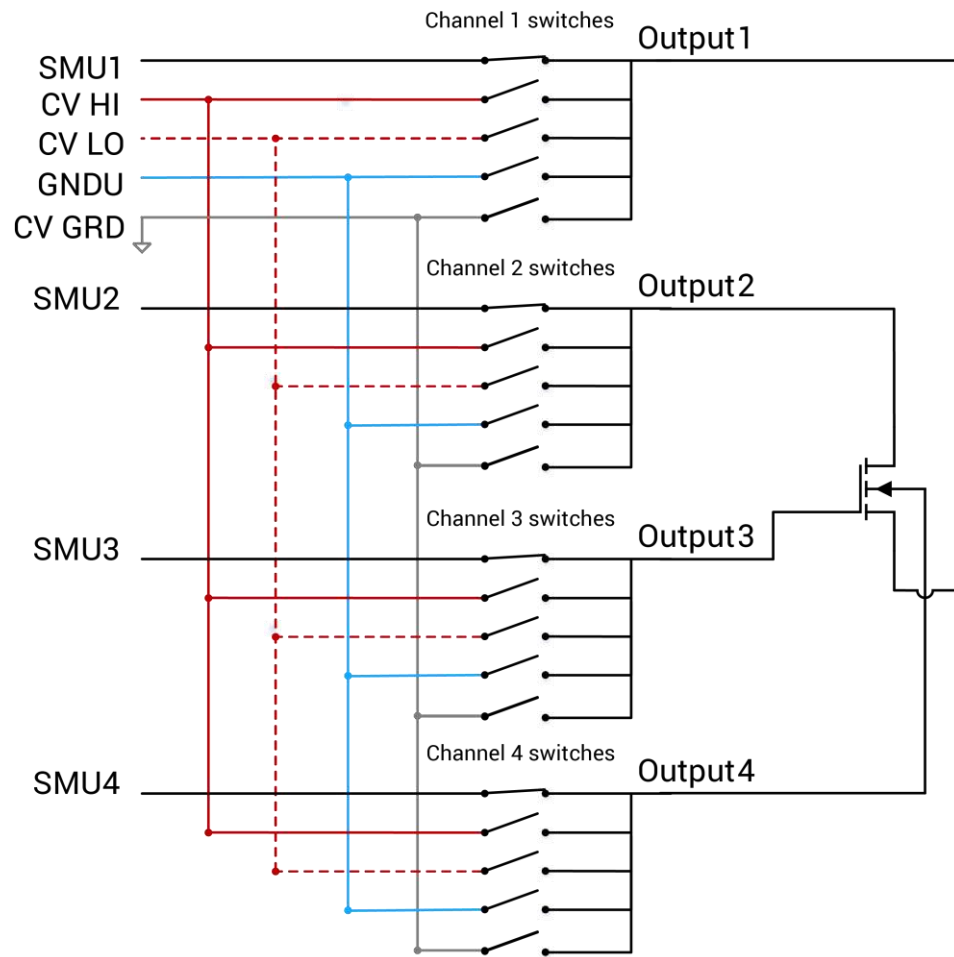 Channel 1 switches
Output1
SMU1
CV HI
CV LO
GNDU
CV GRD
Channel 2 switches
Output2
SMU2
Channel 3 switches
Output3
SMU3
Channel 4 switches
Output4
SMU4